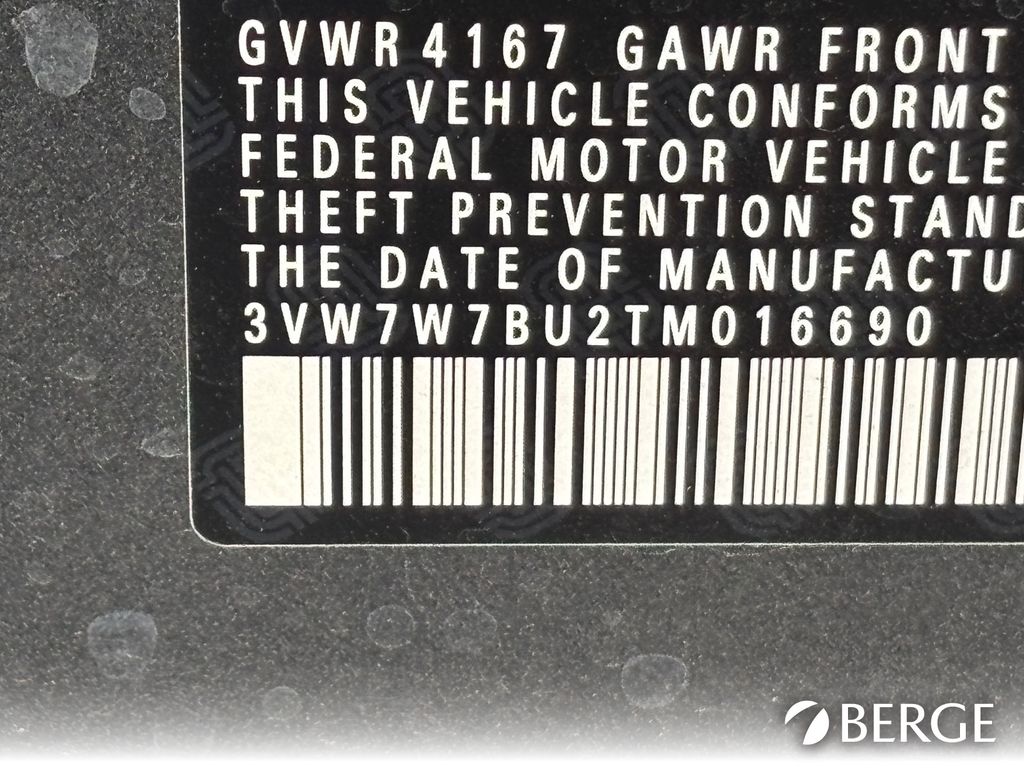 GVWR 4167 GAWR FRONT
THIS VEHICLE CONFORMS
FEDERAL MOTOR VEHICLE
THEFT PREVENTION STAND
THE DATE OF MANUFACTU
3VW7W7BU2TM016690
BERGE